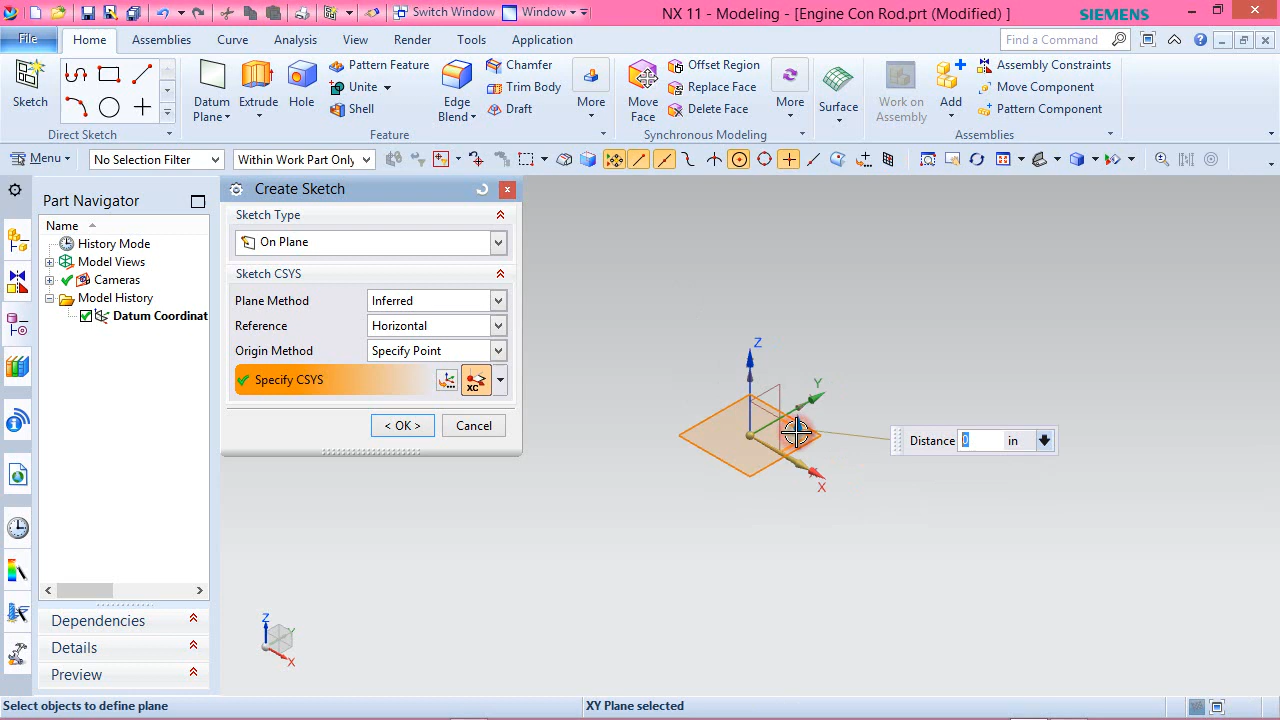 Switch Window
Window
NX 11 - Modeling - [Engine Con Rod.prt (Modified) ]
SIEMENS
File
Home
Assemblies
Curve
Analysis
View
Render
Tools
Application
Find a Command
Sketch
Direct Sketch
Datum Plane
Extrude
Hole
Pattern Feature
Unite
Shell
Edge Blend
Chamfer
Trim Body
Draft
More
Feature
Move Face
Offset Region
Replace Face
Delete Face
More
Synchronous Modeling
Surface
Work on Assembly
Add
Assembly Constraints
Move Component
Pattern Component
Assemblies
Menu
No Selection Filter
Within Work Part Only
Part Navigator
Name
History Mode
Model Views
Cameras
Model History
Datum Coordinat
Dependencies
Details
Preview
Create Sketch
Sketch Type
On Plane
Sketch CSYS
Plane Method
Inferred
Reference
Horizontal
Origin Method
Specify Point
Specify CSYS
XC
< OK >
Cancel
Z
Y
X
Distance
0
in
Z
Y
X
Select objects to define plane
XY Plane selected